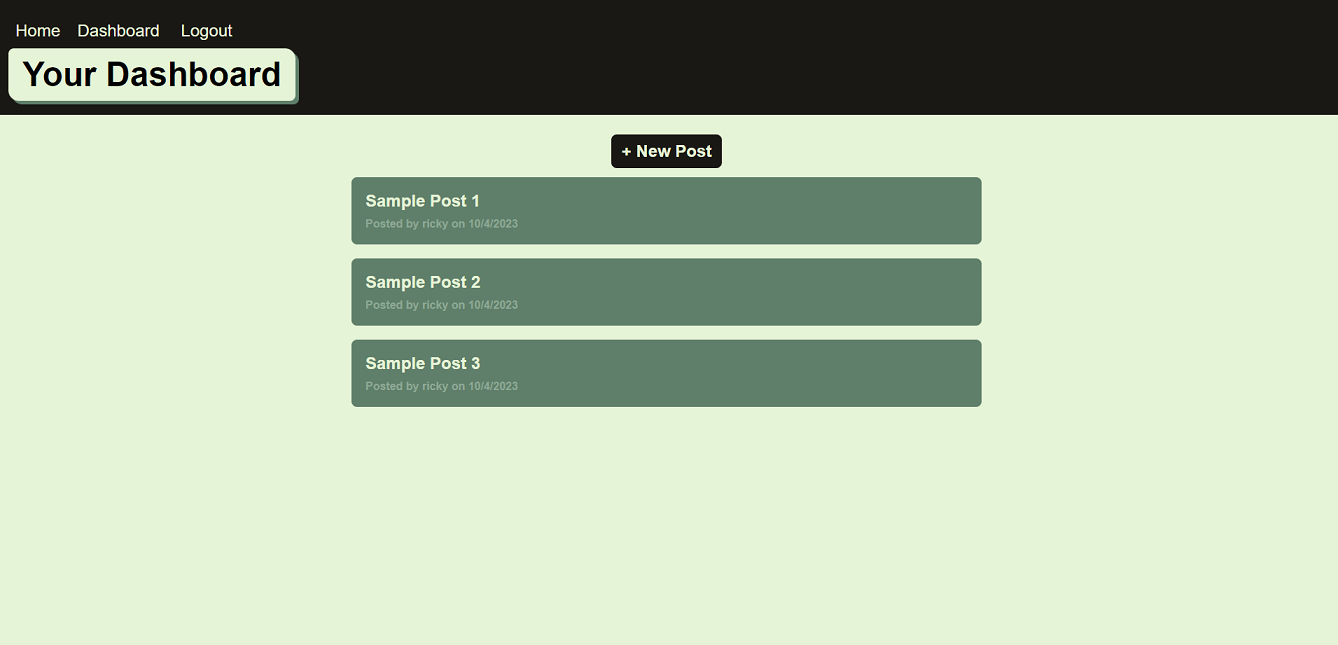 Home Dashboard Logout
Your Dashboard
+ New Post
Sample Post 1
Posted by ricky on 10/4/2023
Sample Post 2
Posted by ricky on 10/4/2023
Sample Post 3
Posted by ricky on 10/4/2023